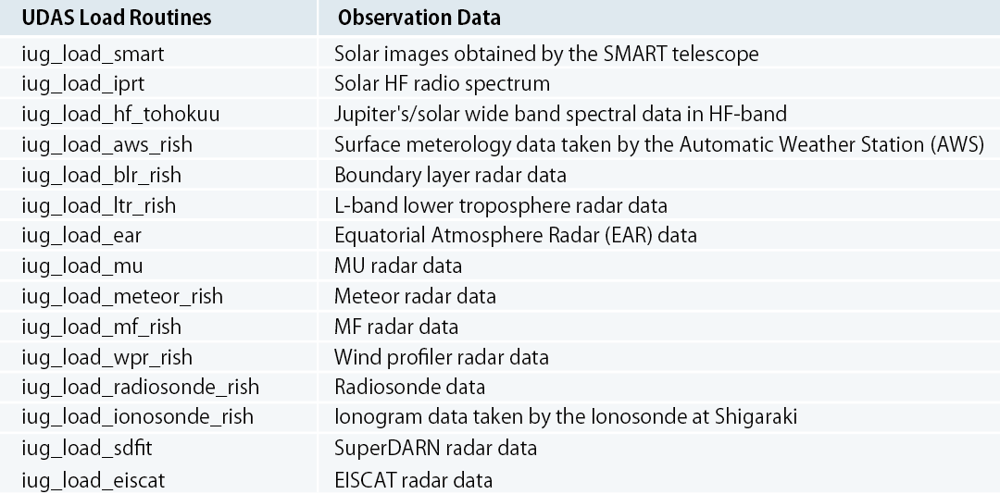 UDAS Load Routines Observation Data
iug_load_smart Solar images obtained by the SMART telescope
iug_load_iprt Solar HF radio spectrum
iug_load_hf_tohokuu Jupiter's/solar wide band spectral data in HF-band
iug_load_aws_rish Surface meterology data taken by the Automatic Weather Station (AWS)
iug_load_blr_rish Boundary layer radar data
iug_load_ltr_rish L-band lower troposphere radar data
iug_load_ear Equatorial Atmosphere Radar (EAR) data
iug_load_mu MU radar data
iug_load_meteor_rish Meteor radar data
iug_load_mf_rish MF radar data
iug_load_wpr_rish Wind profiler radar data
iug_load_radiosonde_rish Radiosonde data
iug_load_ionosonde_rish Ionogram data taken by the Ionosonde at Shigaraki
iug_load_sdfit SuperDARN radar data
iug_load_eiscat EISCAT radar data